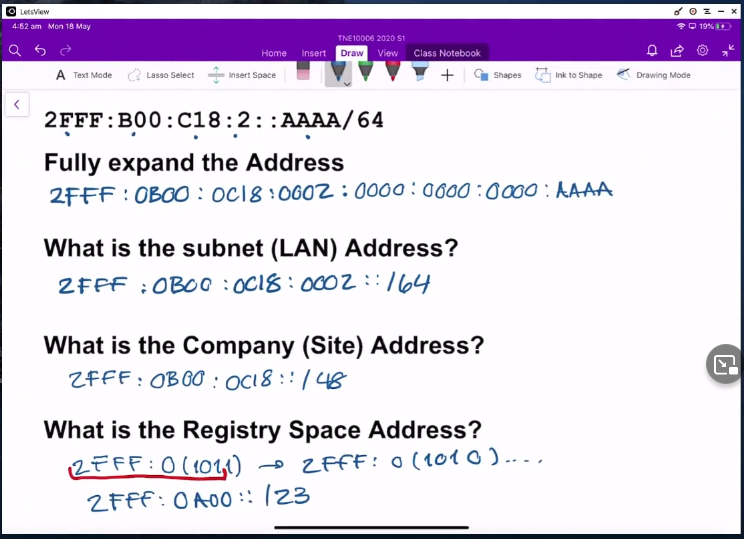 LetsView
4:52 am Mon 18 May
19%
TNE10006 2020 S1
Home Insert Draw View Class Notebook
A Text Mode Lasso Select Insert Space Shapes Ink to Shape Drawing Mode
2FFF:B00:C18:2::AAAA/64
Fully expand the Address
2FFF:0B00:0C18:0002:0000:0000:0000:AAAA
What is the subnet (LAN) Address?
2FFF:0B00:0C18:0002::/64
What is the Company (Site) Address?
2FFF:0B00:0C18::/48
What is the Registry Space Address?
2FFF:0(1011) → 2FFF:0(1010)....
2FFF:0A00::/23